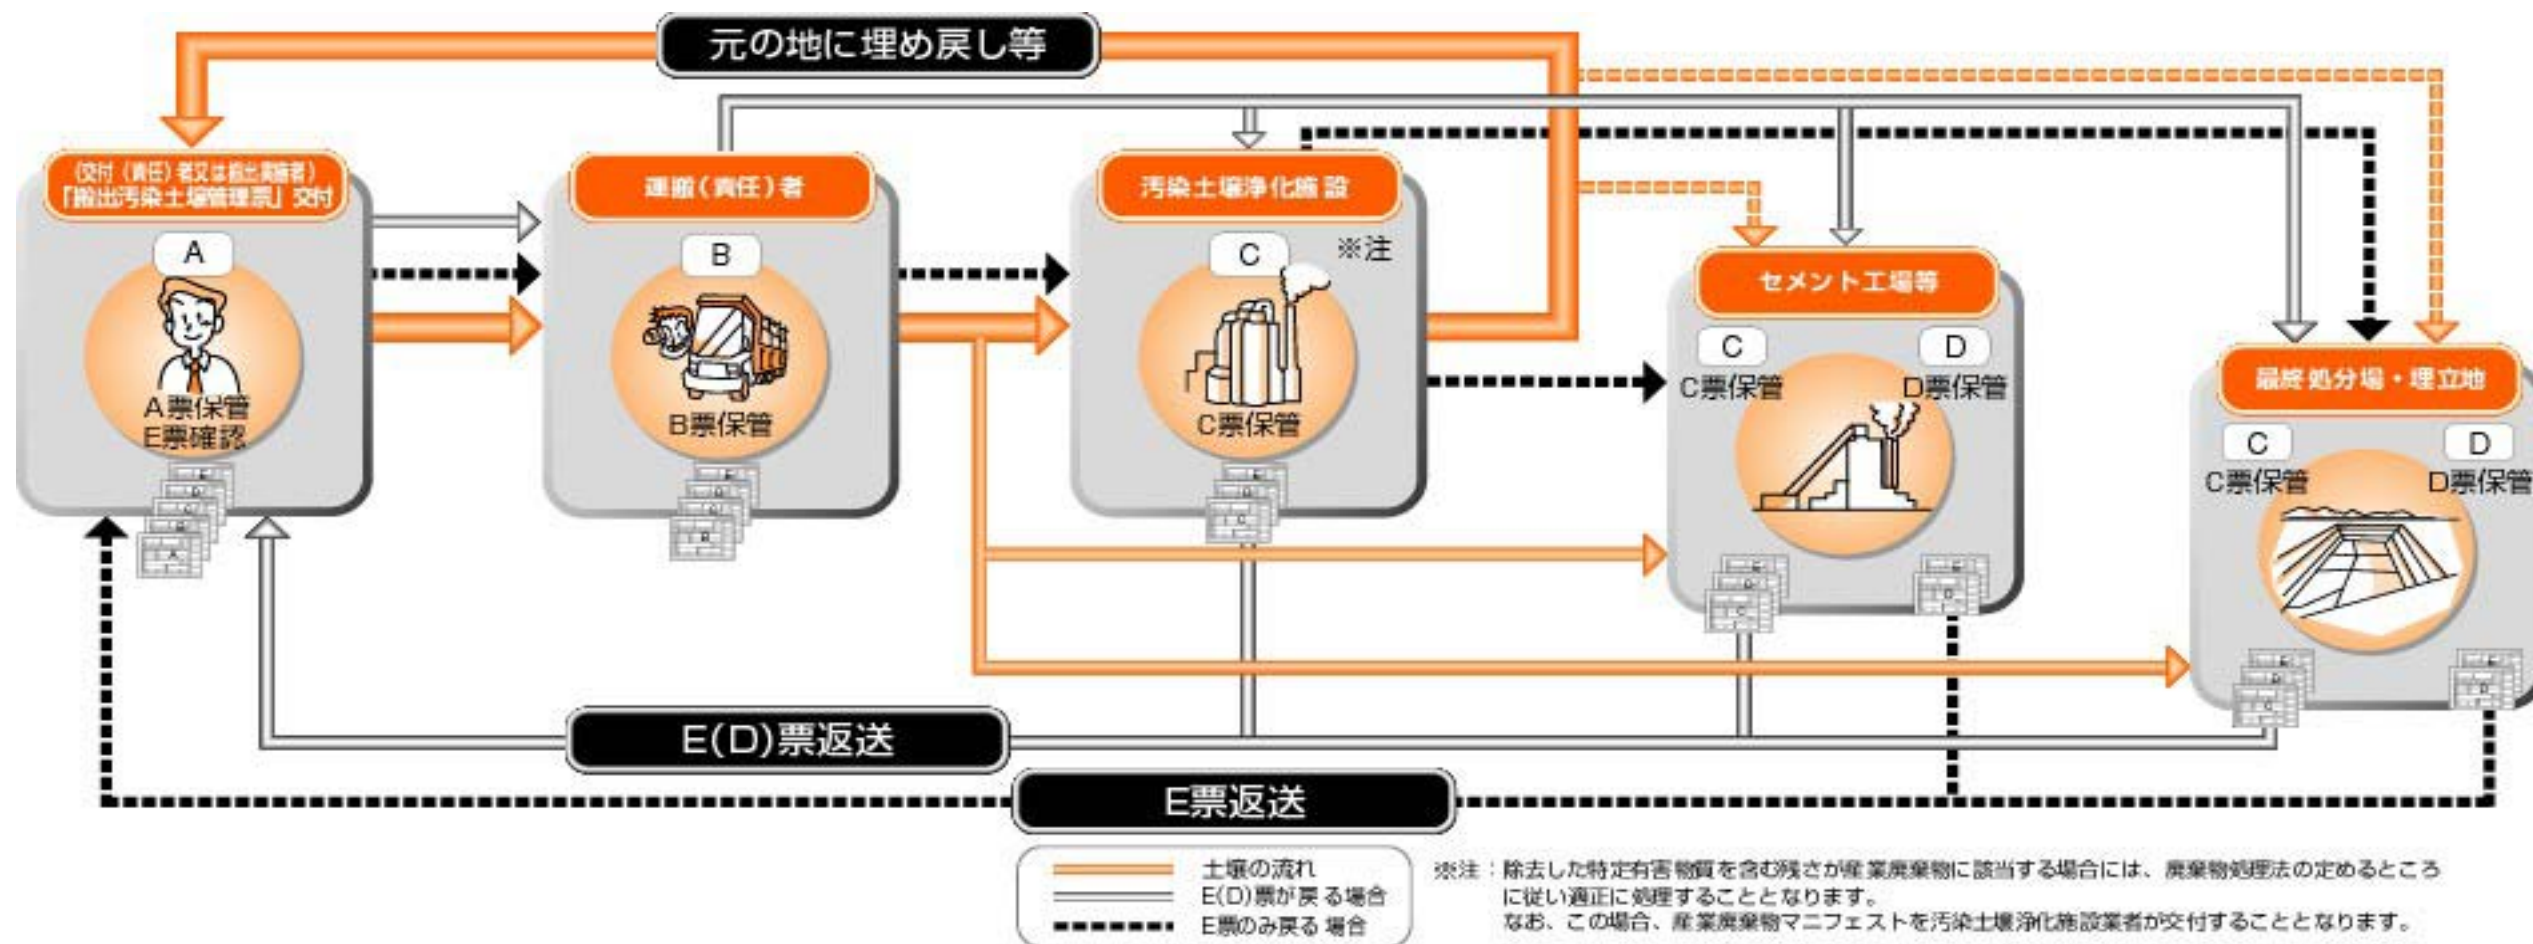 元の地に埋め戻し等
(交付（責任）者又は搬出実施者)
「搬出汚染土壌管理票」交付
A
A票保管
E票確認
運搬(責任)者
B
B票保管
汚染土壌浄化施設
C
※注
C票保管
セメント工場等
C
C票保管
D
D票保管
最終処分場・埋立地
C
C票保管
D
D票保管
E(D)票返送
E票返送
土壌の流れ
E(D)票が戻る場合
E票のみ戻る場合
※注：除去した特定有害物質を含む残さが産業廃棄物に該当する場合には、廃棄物処理法の定めるところ
に従い適正に処理することとなります。
なお、この場合、産業廃棄物マニフェストを汚染土壌浄化施設業者が交付することとなります。